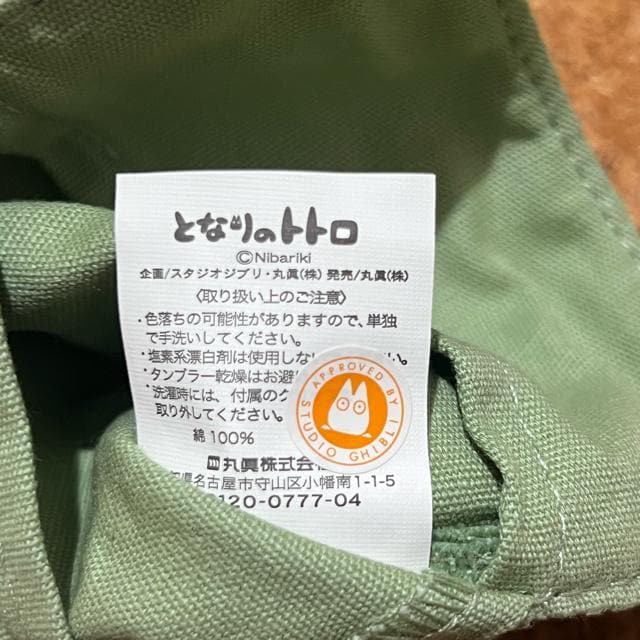 となりのトトロ
©Nibariki
企画/スタジオジブリ・丸眞(株) 発売/丸眞(株)
〈取り扱い上のご注意〉
・色落ちの可能性がありますので、単独
で手洗いしてください。
・塩素系漂白剤は使用しない
さい。
・タンブラー乾燥はお避
・洗濯時には、付属の
取り外してください。
綿 100%
丸眞株式会
名古屋市守山区小幡南1-1-5
120-0777-04
APPROVED BY
STUDIO GHIBLI